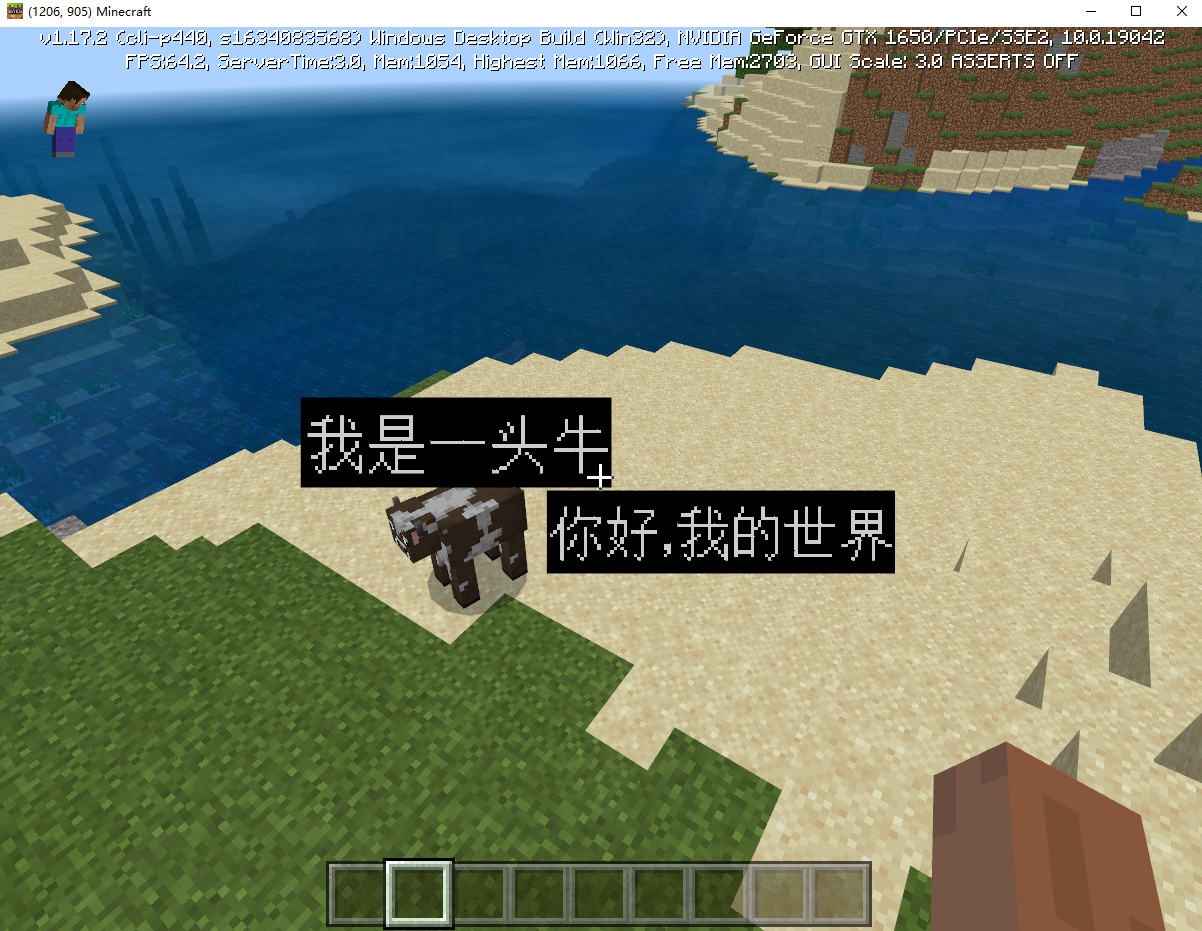 (1206, 905) Minecraft
v1.17.2 (cli-p440, s1634083568) Windows Desktop Build (Win32), NVIDIA GeForce GTX 1650/PCIe/SSE2, 10.0.19042
FPS:64.2, ServerTime:3.0, Mem:1054, Highest Mem:1066, Free Mem:2703, GUI Scale: 3.0 ASSERTS OFF
我是一头牛
你好,我的世界